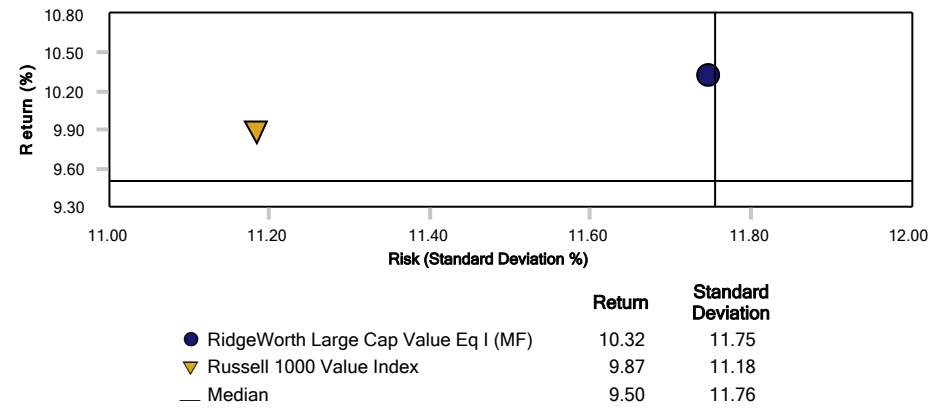 10.80
10.50
10.20
9.90
9.60
9.30
Return (%)
11.00 11.20 11.40 11.60 11.80 12.00
Risk (Standard Deviation %)
Return Standard Deviation
RidgeWorth Large Cap Value Eq I (MF) 10.32 11.75
Russell 1000 Value Index 9.87 11.18
Median 9.50 11.76